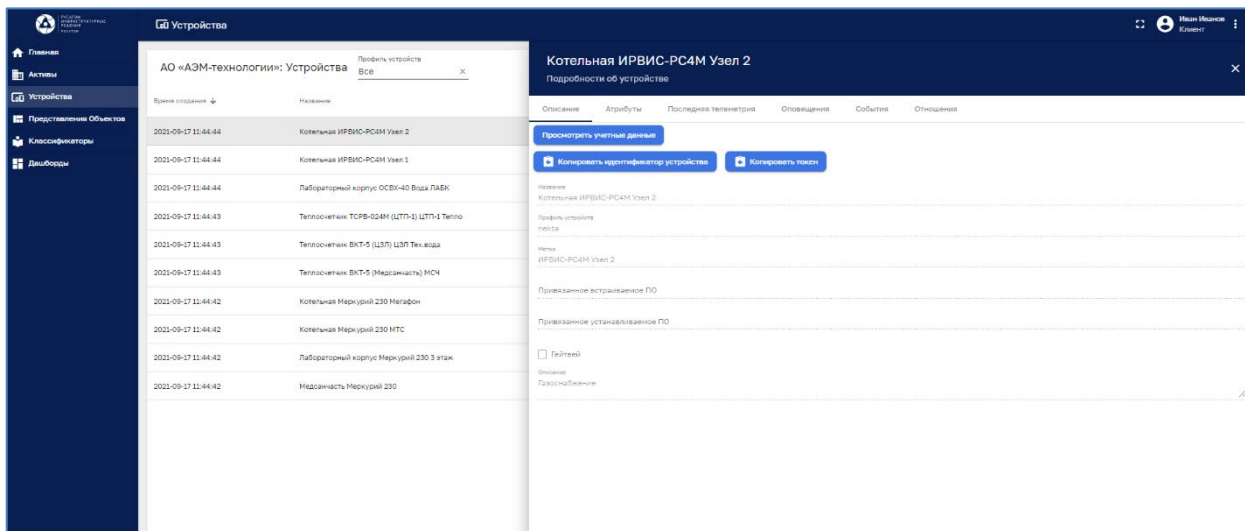 РУСАТОМ
ИНФРАСТРУКТУРНЫЕ
РЕШЕНИЯ
РОСАТОМ
Устройства
Иван Иванов
Клиент
Главная
Активы
Устройства
Представления Объектов
Классификаторы
Дашборды
АО «АЭМ-технологии»: Устройства
Профиль устройств
Все
Время создания
Название
2021-09-17 11:44:44 Котельная ИРВИС-РС4М Узел 2
2021-09-17 11:44:44 Котельная ИРВИС-РС4М Узел 1
2021-09-17 11:44:44 Лабораторный корпус ОСВХ-40 Вода ЛАБК
2021-09-17 11:44:43 Теплосчетчик ТСРВ-024М (ЦТП-1) ЦТП-1 Тепло
2021-09-17 11:44:43 Теплосчетчик ВКТ-5 (ЦЗЛ) ЦЗЛ Тех.вода
2021-09-17 11:44:43 Теплосчетчик ВКТ-5 (Медсанчасть) МСЧ
2021-09-17 11:44:42 Котельная Меркурий 230 Мегафон
2021-09-17 11:44:42 Котельная Меркурий 230 МТС
2021-09-17 11:44:42 Лабораторный корпус Меркурий 230 3 этаж
2021-09-17 11:44:42 Медсанчасть Меркурий 230
Котельная ИРВИС-РС4М Узел 2
Подробности об устройстве
Описание Атрибуты Последняя телеметрия Оповещения События Отношения
Просмотреть учетные данные
Копировать идентификатор устройства Копировать токен
Название
Котельная ИРВИС-РС4М Узел 2
Профиль устройств
nekta
Метка
ИРВИС-РС4М Узел 2
Привязанное встраиваемое ПО
Привязанное устанавливаемое ПО
Гейтвей
Описание
Газоснабжение